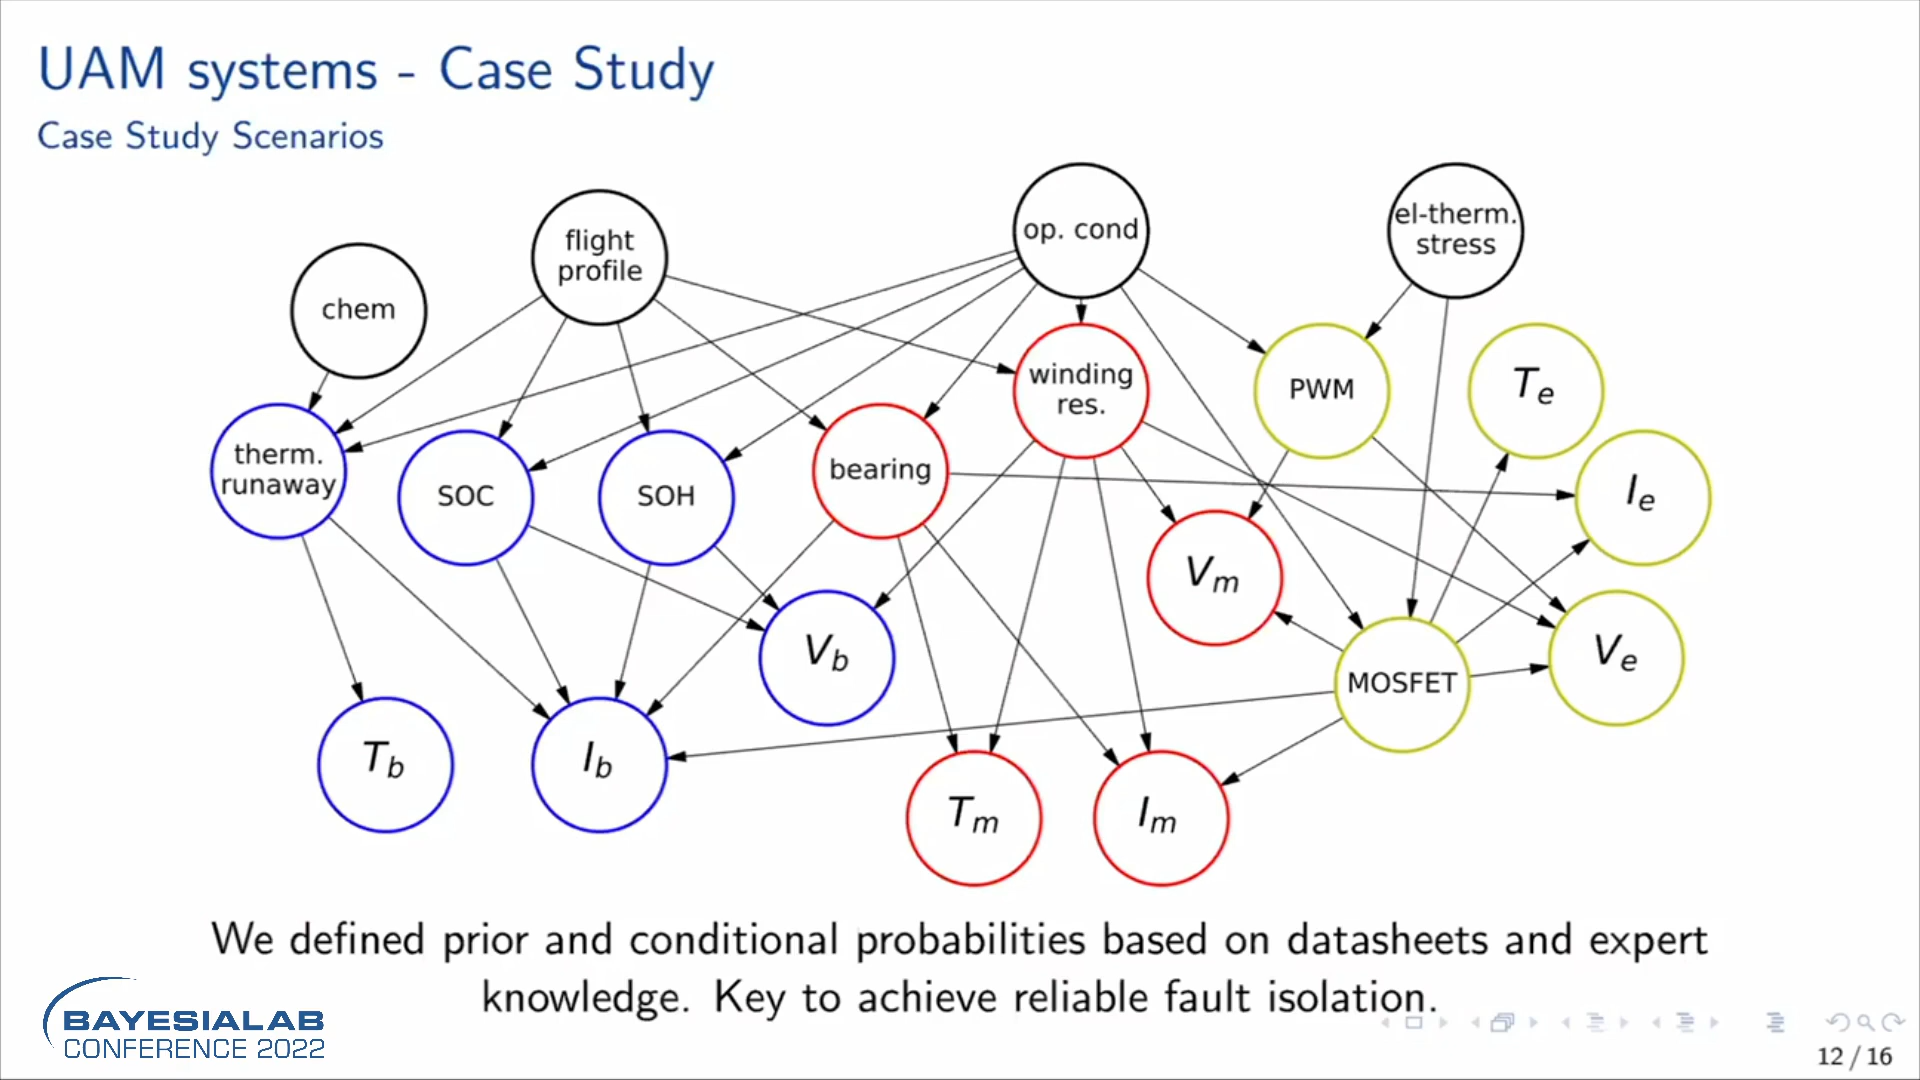 UAM systems - Case Study
Case Study Scenarios
chem
flight
profile
op. cond
el-therm.
stress
therm.
runaway
SOC
SOH
bearing
winding
res.
PWM
Te
Ie
Vm
Vb
MOSFET
Ve
Tb
Ib
Tm
Im
We defined prior and conditional probabilities based on datasheets and expert
knowledge. Key to achieve reliable fault isolation.
BAYESIALAB
CONFERENCE 2022
12 / 16